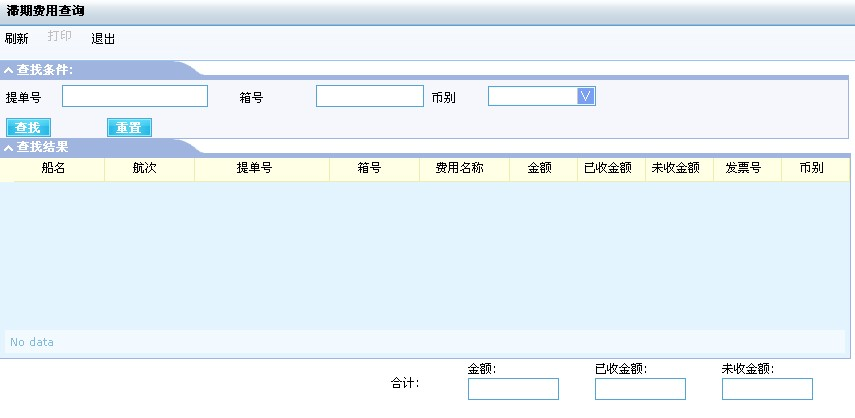 滞期费用查询
刷新 打印 退出
查找条件:
提单号 箱号 币别
查找 重置
查找结果
船名 航次 提单号 箱号 费用名称 金额 已收金额 未收金额 发票号 币别
No data
金额: 已收金额: 未收金额:
合计: